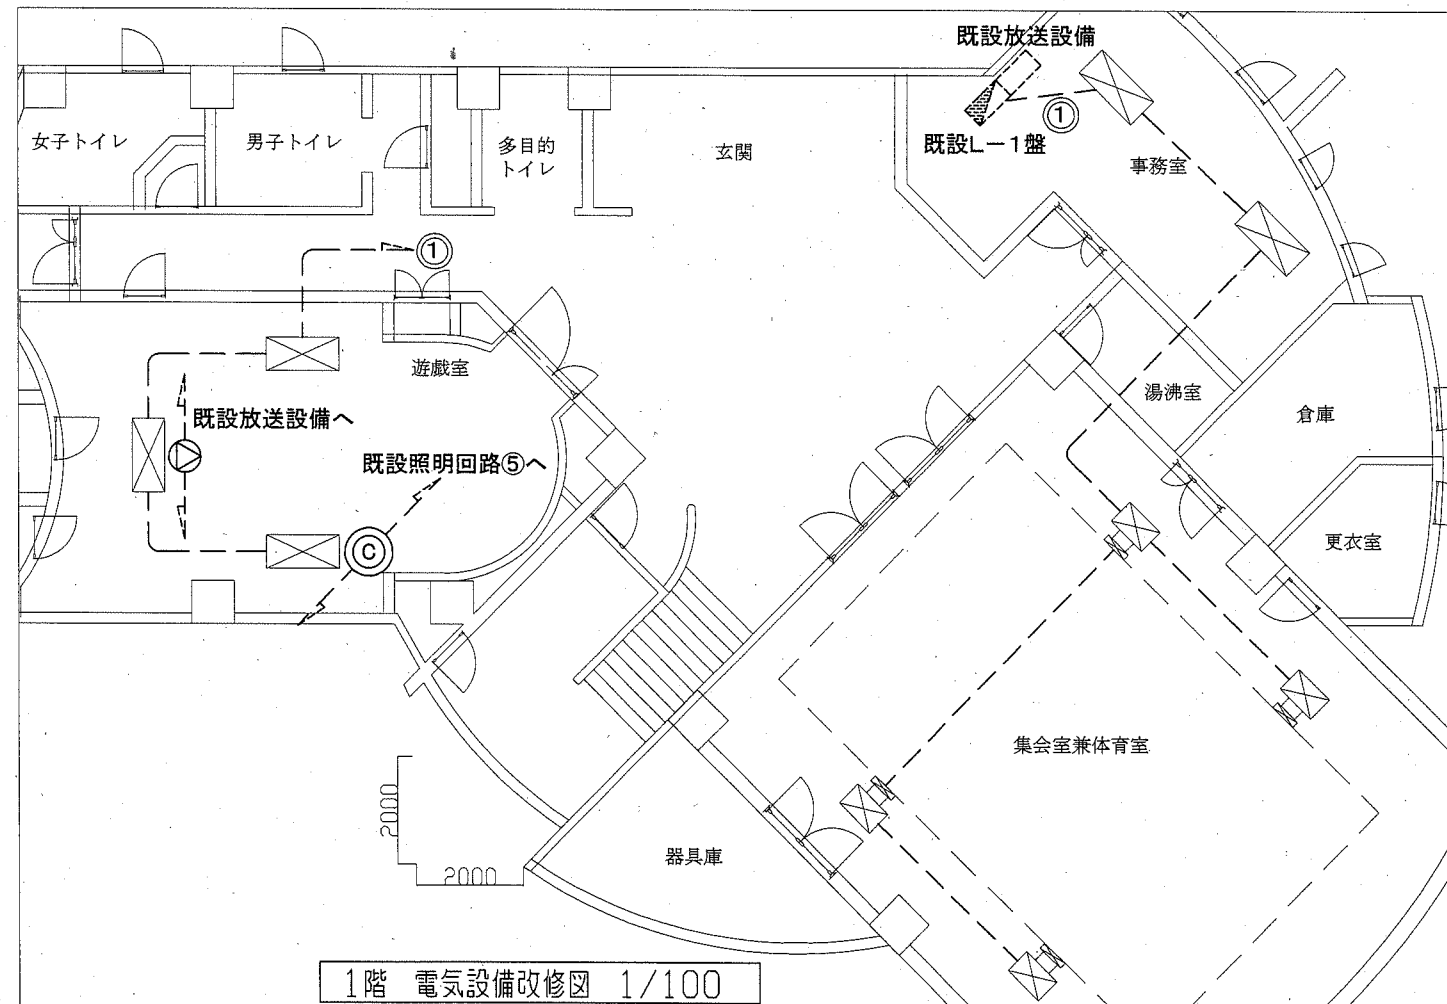 既設放送設備
①
既設L－1盤
女子トイレ
男子トイレ
多目的
トイレ
玄関
事務室
①
遊戯室
湯沸室
倉庫
既設放送設備へ
既設照明回路⑤へ
更衣室
C
集会室兼体育室
2000
2000
器具庫
1階 電気設備改修図 1/100